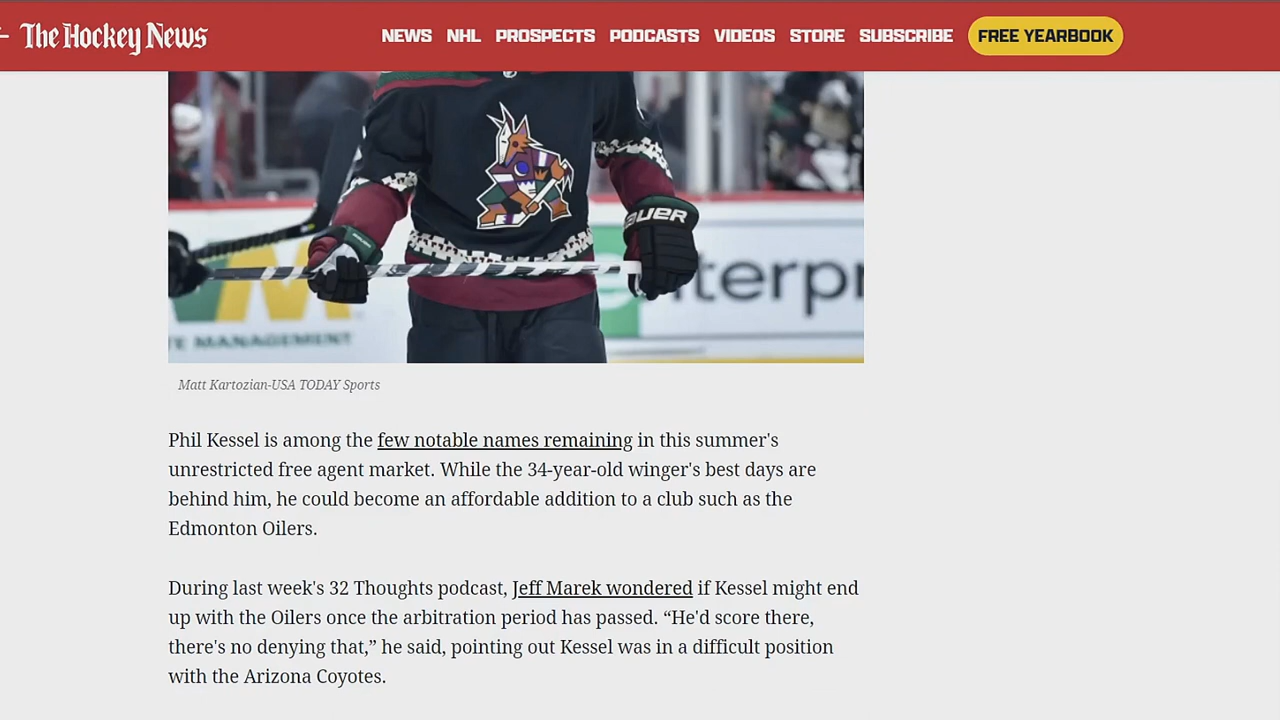 The Hockey News
NEWS NHL PROSPECTS PODCASTS VIDEOS STORE SUBSCRIBE FREE YEARBOOK
AUER
terpr
TE MANAGEMENT
Matt Kartozian-USA TODAY Sports
Phil Kessel is among the few notable names remaining in this summer's
unrestricted free agent market. While the 34-year-old winger's best days are
behind him, he could become an affordable addition to a club such as the
Edmonton Oilers.
During last week's 32 Thoughts podcast, Jeff Marek wondered if Kessel might end
up with the Oilers once the arbitration period has passed. “He'd score there,
there's no denying that,” he said, pointing out Kessel was in a difficult position
with the Arizona Coyotes.